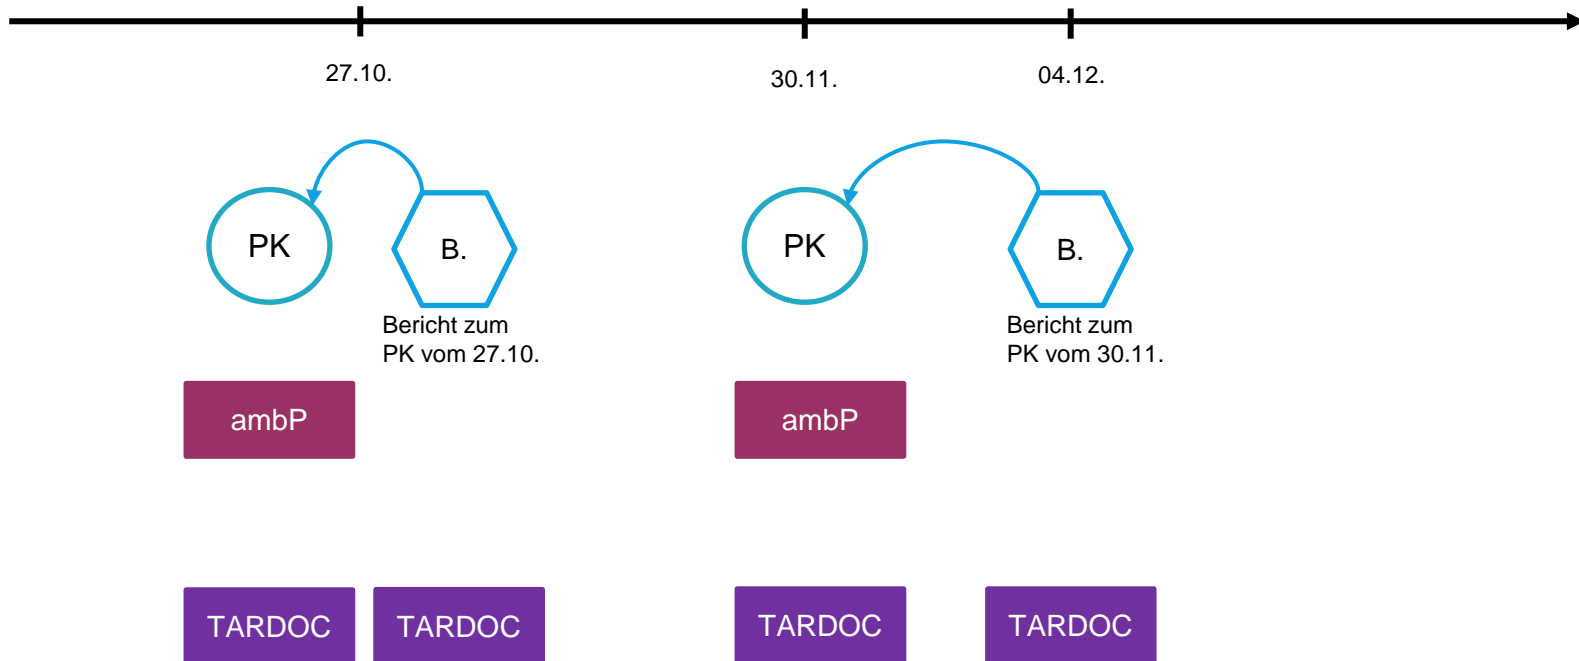 27.10.
30.11.
04.12.
PK
B.
PK
B.
Bericht zum
PK vom 27.10.
Bericht zum
PK vom 30.11.
ambP
ambP
TARDOC
TARDOC
TARDOC
TARDOC